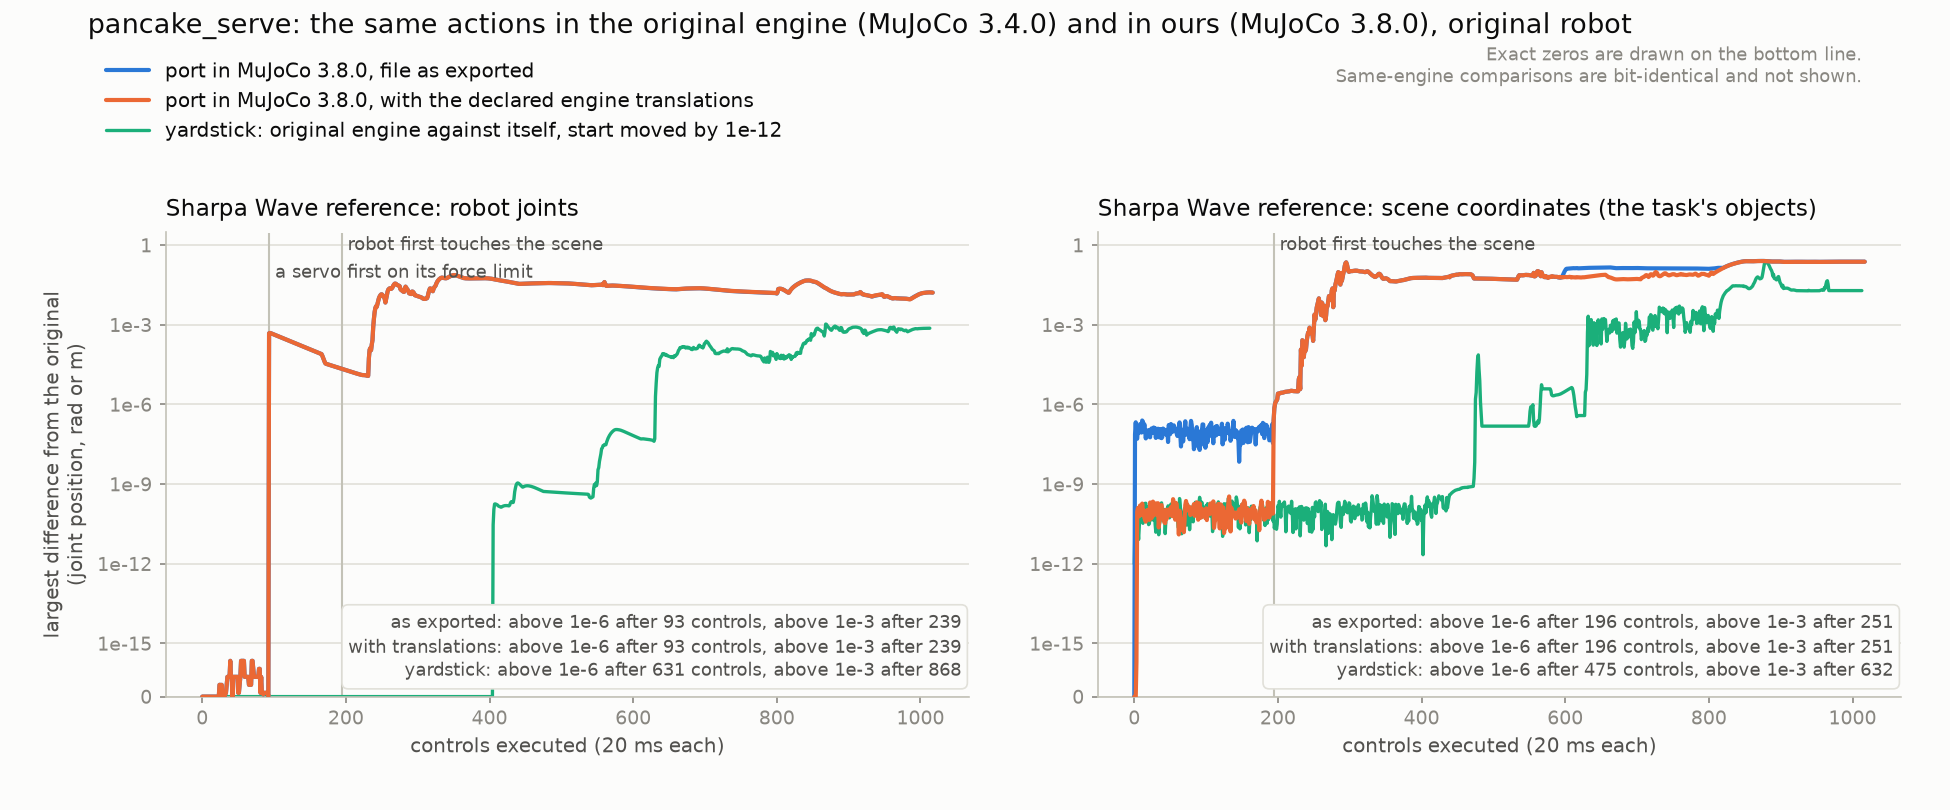 pancake_serve: the same actions in the original engine (MuJoCo 3.4.0) and in ours (MuJoCo 3.8.0), original robot
Exact zeros are drawn on the bottom line.
Same-engine comparisons are bit-identical and not shown.
port in MuJoCo 3.8.0, file as exported
port in MuJoCo 3.8.0, with the declared engine translations
yardstick: original engine against itself, start moved by 1e-12
Sharpa Wave reference: robot joints
robot first touches the scene
a servo first on its force limit
largest difference from the original
(joint position, rad or m)
1
1e-3
1e-6
1e-9
1e-12
1e-15
0
as exported: above 1e-6 after 93 controls, above 1e-3 after 239
with translations: above 1e-6 after 93 controls, above 1e-3 after 239
yardstick: above 1e-6 after 631 controls, above 1e-3 after 868
0 200 400 600 800 1000
controls executed (20 ms each)
Sharpa Wave reference: scene coordinates (the task's objects)
robot first touches the scene
1
1e-3
1e-6
1e-9
1e-12
1e-15
0
as exported: above 1e-6 after 196 controls, above 1e-3 after 251
with translations: above 1e-6 after 196 controls, above 1e-3 after 251
yardstick: above 1e-6 after 475 controls, above 1e-3 after 632
0 200 400 600 800 1000
controls executed (20 ms each)